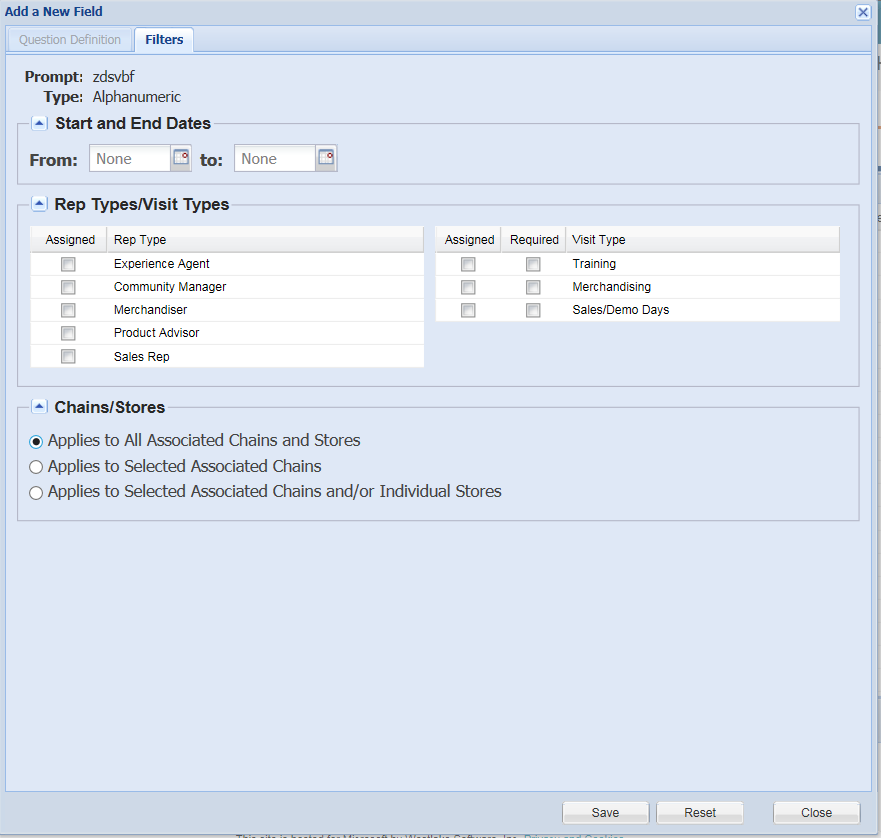 Add a New Field
Question Definition Filters
Prompt: zdsvbf
Type: Alphanumeric
Start and End Dates
From: None to: None
Rep Types/Visit Types
Assigned Rep Type
Experience Agent
Community Manager
Merchandiser
Product Advisor
Sales Rep
Assigned Required Visit Type
Training
Merchandising
Sales/Demo Days
Chains/Stores
Applies to All Associated Chains and Stores
Applies to Selected Associated Chains
Applies to Selected Associated Chains and/or Individual Stores
Save Reset Close
This site is hosted for Microsoft by Westlake Software, Inc. Privacy and Cookies